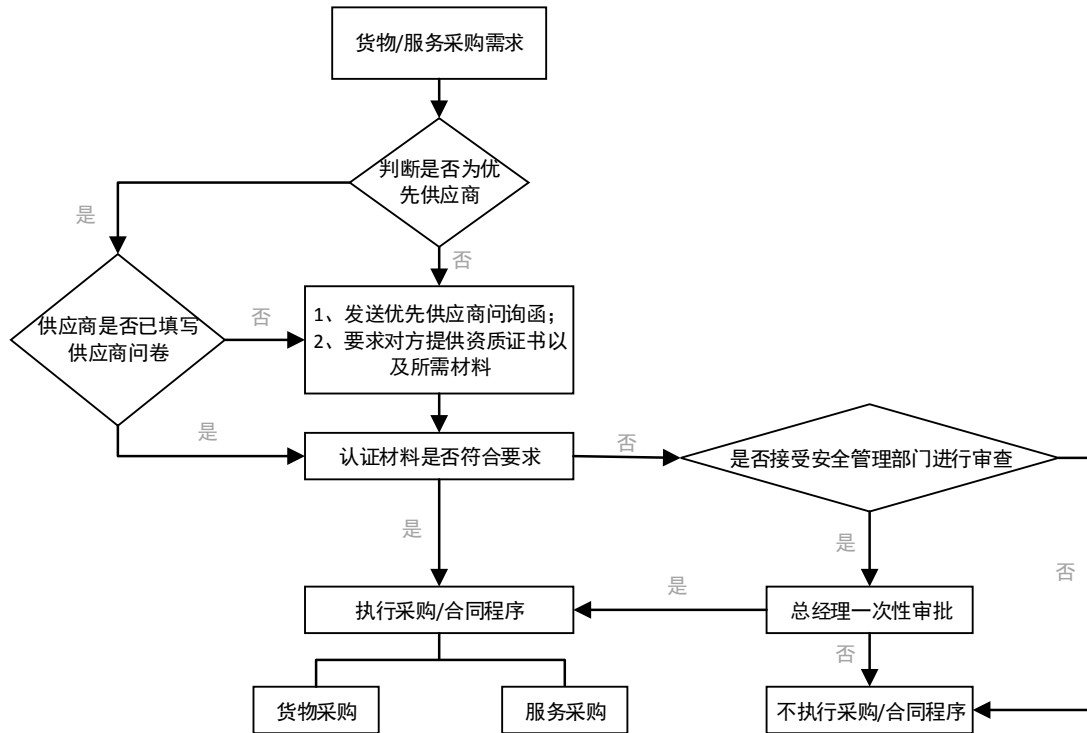 货物/服务采购需求
判断是否为优
先供应商
是
否
供应商是否已填写
供应商问卷
否
1、发送优先供应商问询函；
2、要求对方提供资质证书以
及所需材料
是
认证材料是否符合要求
否
是否接受安全管理部门进行审查
是
是
否
执行采购/合同程序
是
总经理一次性审批
否
货物采购
服务采购
不执行采购/合同程序